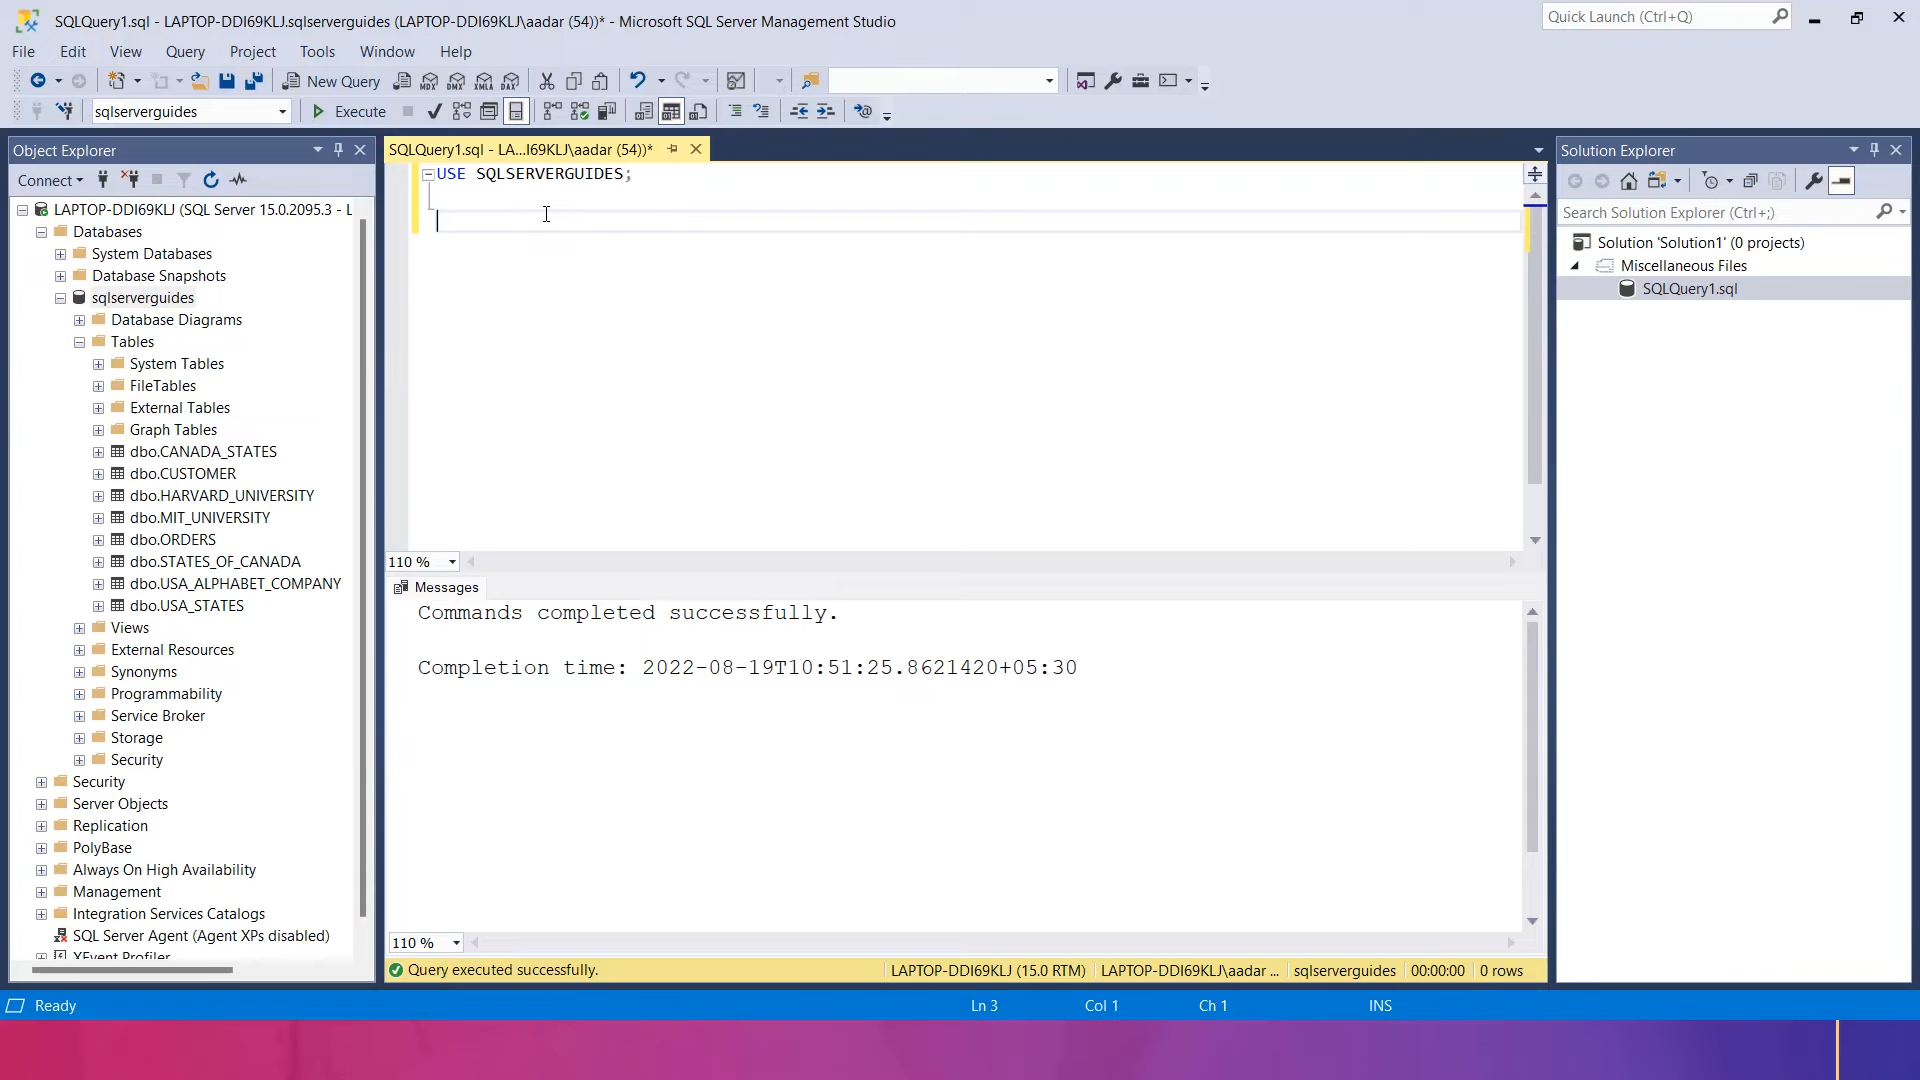 SQLQuery1.sql - LAPTOP-DDI69KLJ.sqlserverguides (LAPTOP-DDI69KLJ\aadar (54))* - Microsoft SQL Server Management Studio
Quick Launch (Ctrl+Q)
File Edit View Query Project Tools Window Help
New Query
MDX DMX XMLA DAX
sqlserverguides
Execute
Object Explorer
Connect
LAPTOP-DDI69KLJ (SQL Server 15.0.2095.3 - L
Databases
System Databases
Database Snapshots
sqlserverguides
Database Diagrams
Tables
System Tables
FileTables
External Tables
Graph Tables
dbo.CANADA_STATES
dbo.CUSTOMER
dbo.HARVARD_UNIVERSITY
dbo.MIT_UNIVERSITY
dbo.ORDERS
dbo.STATES_OF_CANADA
dbo.USA_ALPHABET_COMPANY
dbo.USA_STATES
Views
External Resources
Synonyms
Programmability
Service Broker
Storage
Security
Security
Server Objects
Replication
PolyBase
Always On High Availability
Management
Integration Services Catalogs
SQL Server Agent (Agent XPs disabled)
XEvent Profiler
SQLQuery1.sql - LA...I69KLJ\aadar (54))*
USE SQLSERVERGUIDES;
110 %
Messages
Commands completed successfully.
Completion time: 2022-08-19T10:51:25.8621420+05:30
110 %
Query executed successfully.
LAPTOP-DDI69KLJ (15.0 RTM)
LAPTOP-DDI69KLJ\aadar ...
sqlserverguides
00:00:00
0 rows
Solution Explorer
Search Solution Explorer (Ctrl+;)
Solution 'Solution1' (0 projects)
Miscellaneous Files
SQLQuery1.sql
Ready
Ln 3
Col 1
Ch 1
INS